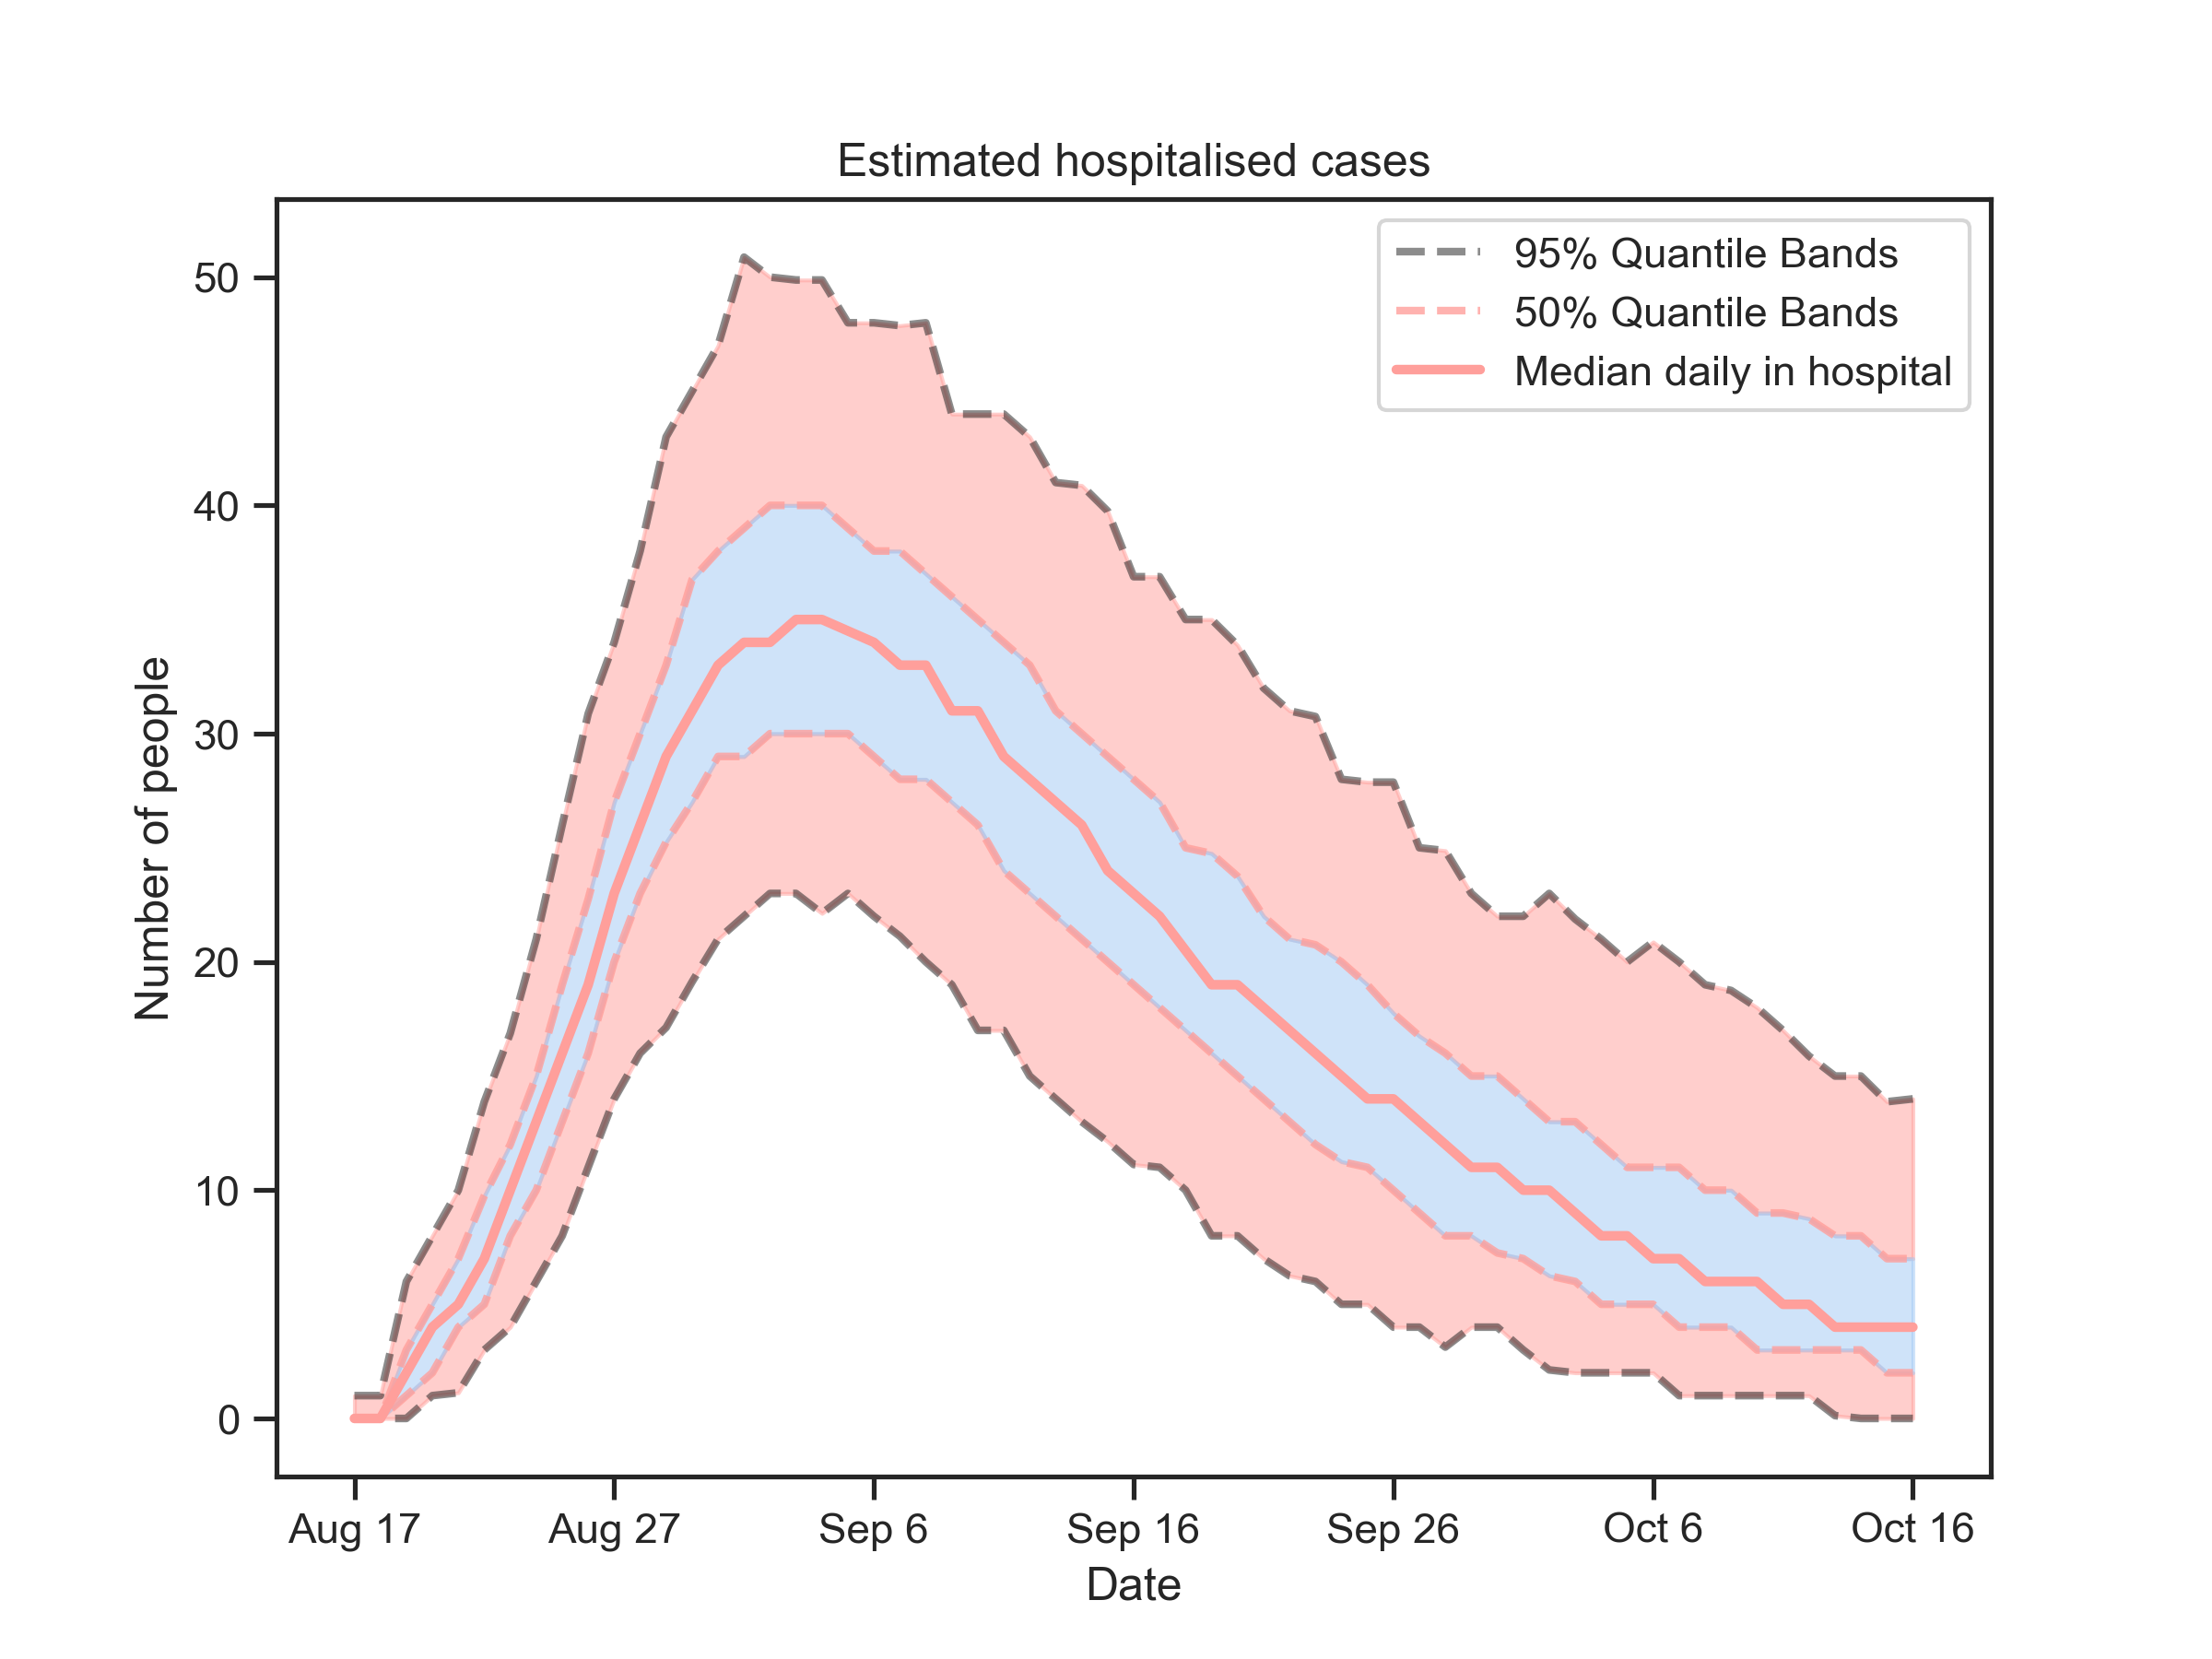 Estimated hospitalised cases
95% Quantile Bands
50% Quantile Bands
Median daily in hospital
Number of people
50
40
30
20
10
0
Aug 17 Aug 27 Sep 6 Sep 16 Sep 26 Oct 6 Oct 16
Date